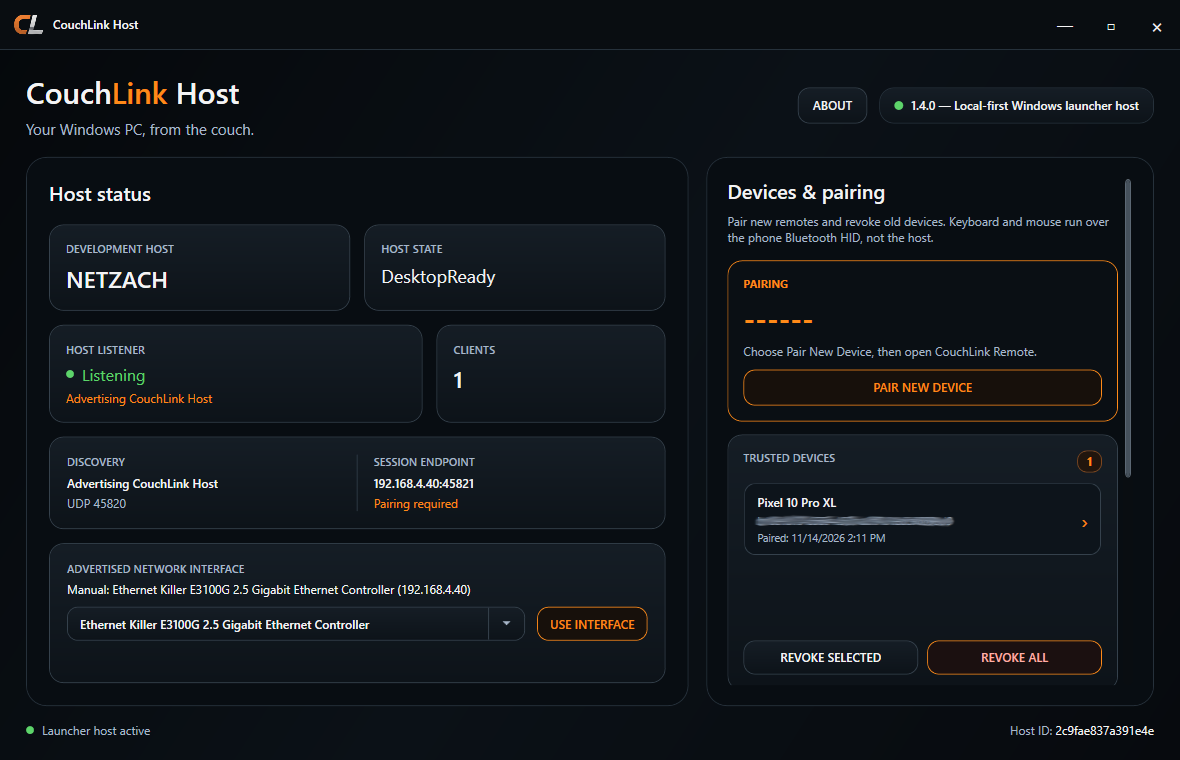 CL CouchLink Host
CouchLink Host
Your Windows PC, from the couch.
ABOUT
1.4.0 — Local-first Windows launcher host
Host status
DEVELOPMENT HOST
NETZACH
HOST STATE
DesktopReady
HOST LISTENER
Listening
Advertising CouchLink Host
CLIENTS
1
DISCOVERY
Advertising CouchLink Host
UDP 45820
SESSION ENDPOINT
192.168.4.40:45821
Pairing required
ADVERTISED NETWORK INTERFACE
Manual: Ethernet Killer E3100G 2.5 Gigabit Ethernet Controller (192.168.4.40)
Ethernet Killer E3100G 2.5 Gigabit Ethernet Controller
USE INTERFACE
Devices & pairing
Pair new remotes and revoke old devices. Keyboard and mouse run over
the phone Bluetooth HID, not the host.
PAIRING
------
Choose Pair New Device, then open CouchLink Remote.
PAIR NEW DEVICE
TRUSTED DEVICES
1
Pixel 10 Pro XL
Paired: 11/14/2026 2:11 PM
REVOKE SELECTED
REVOKE ALL
Launcher host active
Host ID: 2c9fae837a391e4e